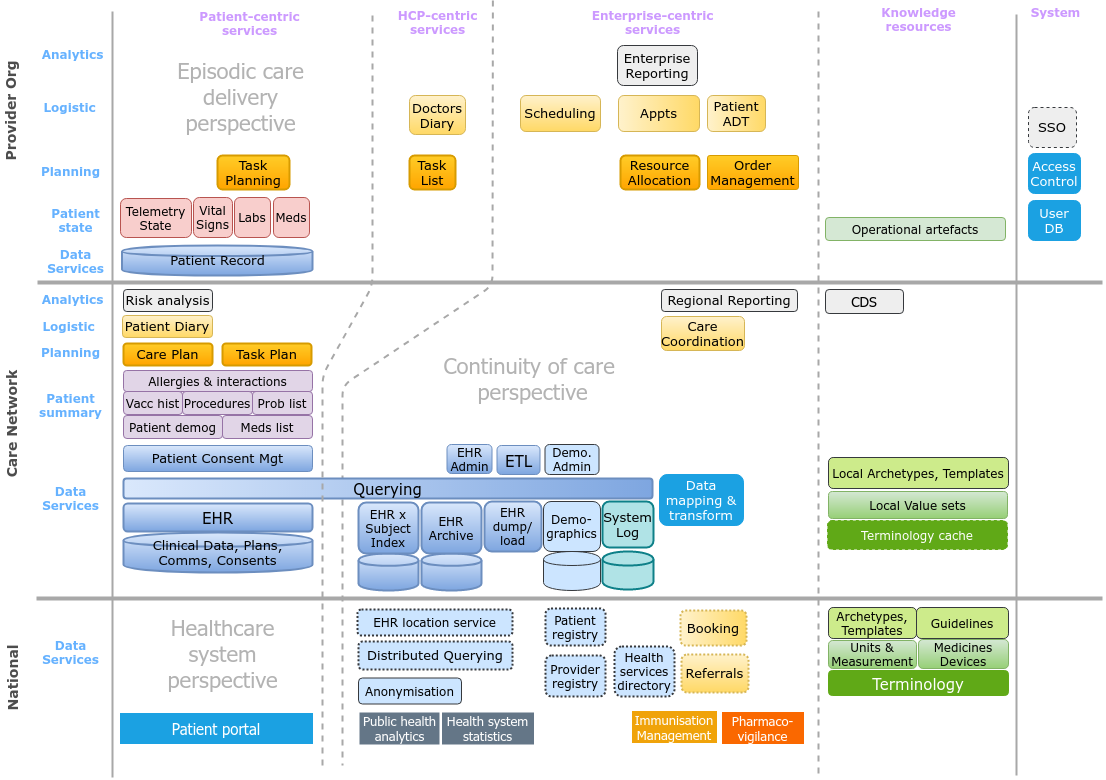 Patient-centric
services
HCP-centric
services
Enterprise-centric
services
Knowledge
resources
System
Provider Org
Analytics
Episodic care
delivery
perspective
Enterprise
Reporting
Logistic
Doctors
Diary
Scheduling
Appts
Patient
ADT
SSO
Planning
Task
Planning
Task
List
Resource
Allocation
Order
Management
Access
Control
Patient
state
Telemetry
State
Vital
Signs
Labs
Meds
Operational artefacts
User
DB
Data
Services
Patient Record
Care Network
Analytics
Risk analysis
Regional Reporting
CDS
Logistic
Patient Diary
Care
Coordination
Planning
Care Plan
Task Plan
Continuity of care
perspective
Patient
summary
Allergies & interactions
Vacc hist
Procedures
Prob list
Patient demog
Meds list
Patient Consent Mgt
EHR
Admin
ETL
Demo.
Admin
Local Archetypes, Templates
Data
Services
Querying
Data
mapping &
transform
Local Value sets
EHR
EHR x
Subject
Index
EHR
Archive
EHR
dump/
load
Demo-
graphics
System
Log
Terminology cache
Clinical Data, Plans,
Comms, Consents
National
Data
Services
Healthcare
system
perspective
EHR location service
Distributed Querying
Anonymisation
Patient
registry
Provider
registry
Health
services
directory
Booking
Referrals
Archetypes,
Templates
Guidelines
Units &
Measurement
Medicines
Devices
Terminology
Patient portal
Public health
analytics
Health system
statistics
Immunisation
Management
Pharmaco-
vigilance